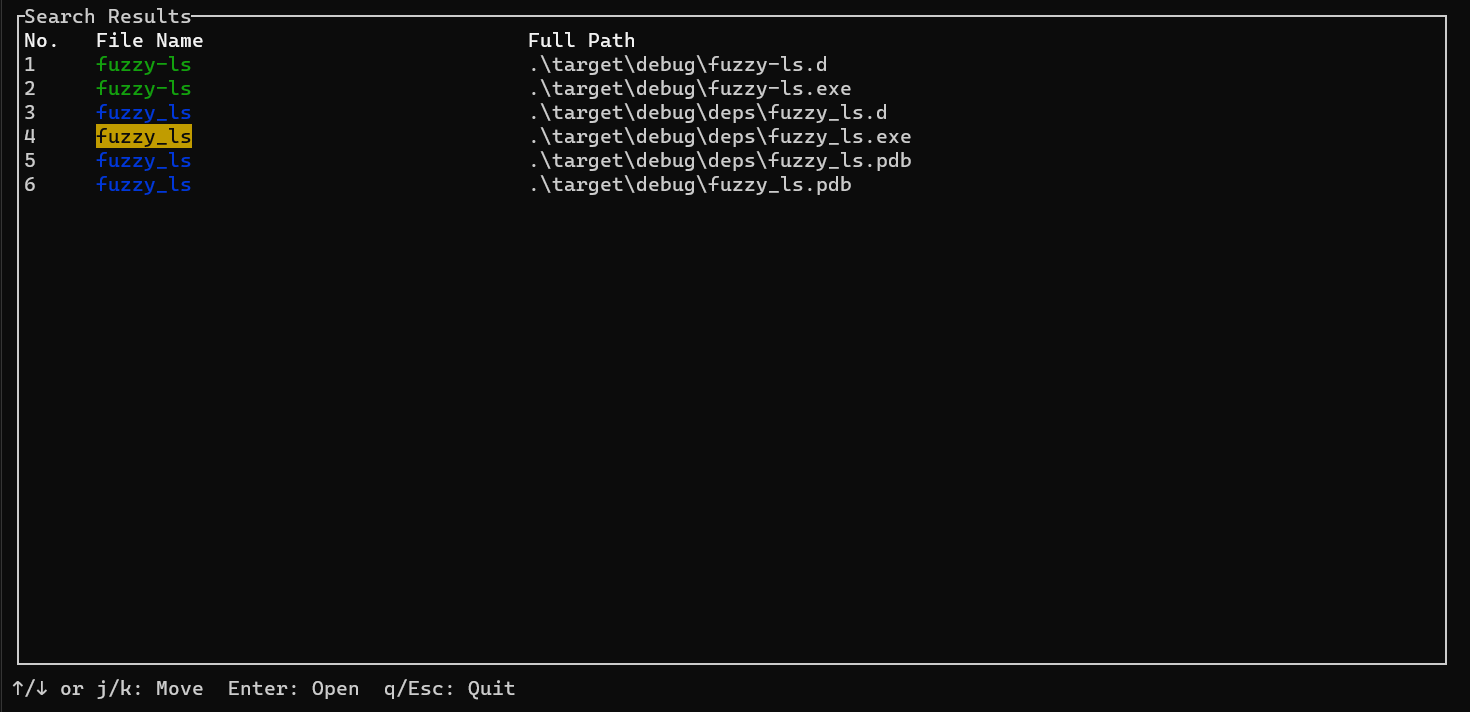 Search Results
No. File Name Full Path
1 fuzzy-ls .\target\debug\fuzzy-ls.d
2 fuzzy-ls .\target\debug\fuzzy-ls.exe
3 fuzzy_ls .\target\debug\deps\fuzzy_ls.d
4 fuzzy_ls .\target\debug\deps\fuzzy_ls.exe
5 fuzzy_ls .\target\debug\deps\fuzzy_ls.pdb
6 fuzzy_ls .\target\debug\fuzzy_ls.pdb
↑/↓ or j/k: Move Enter: Open q/Esc: Quit